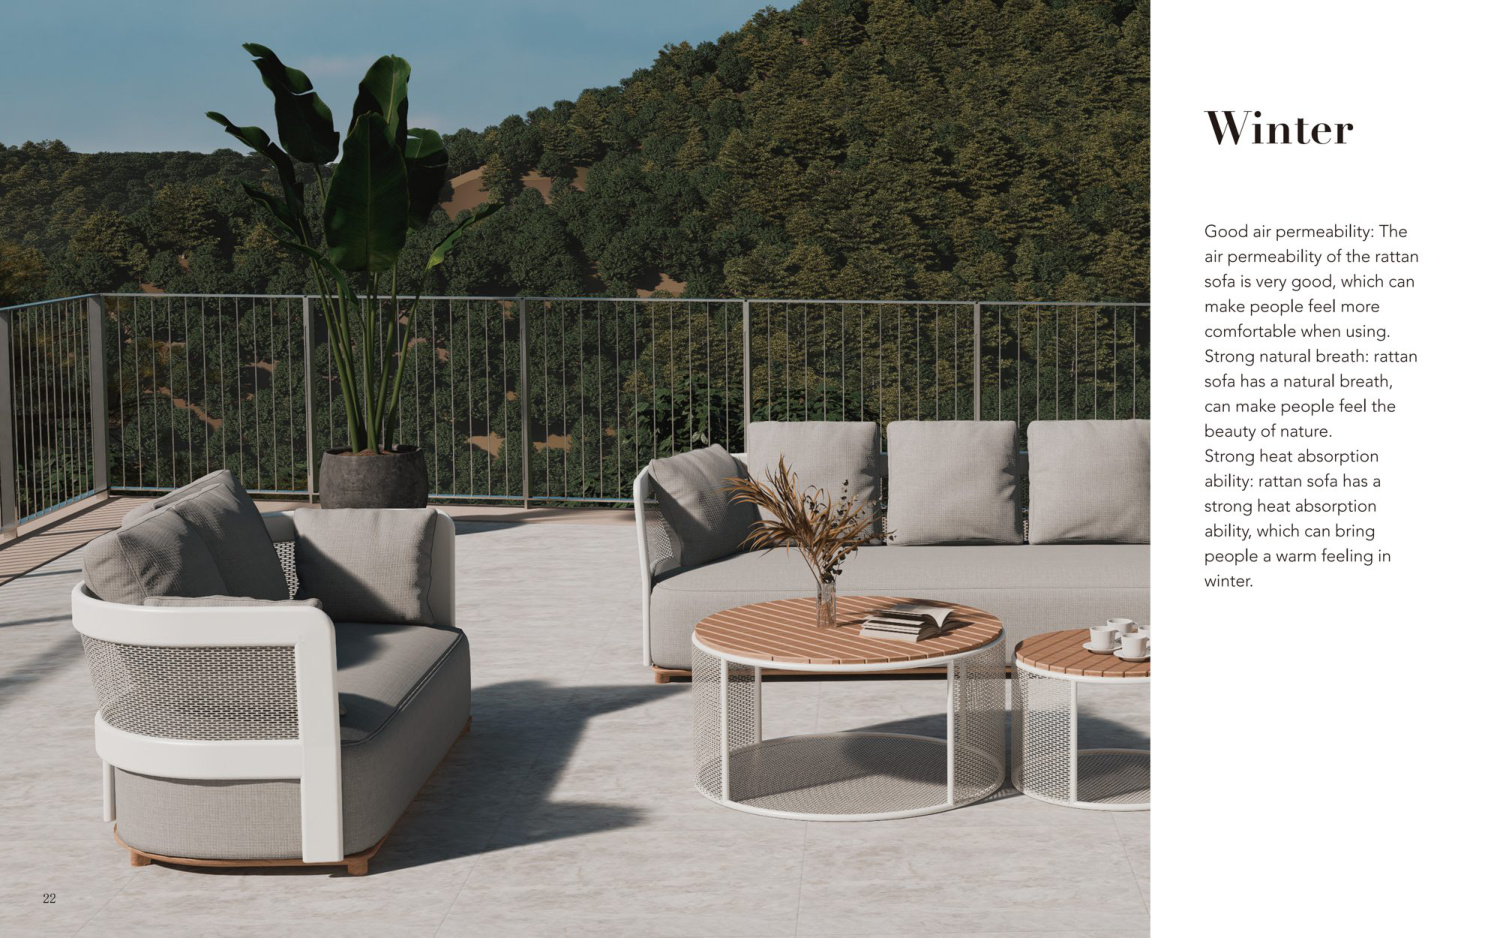 Winter
Good air permeability: The
air permeability of the rattan
sofa is very good, which can
make people feel more
comfortable when using.
Strong natural breath: rattan
sofa has a natural breath,
can make people feel the
beauty of nature.
Strong heat absorption
ability: rattan sofa has a
strong heat absorption
ability, which can bring
people a warm feeling in
winter.
22